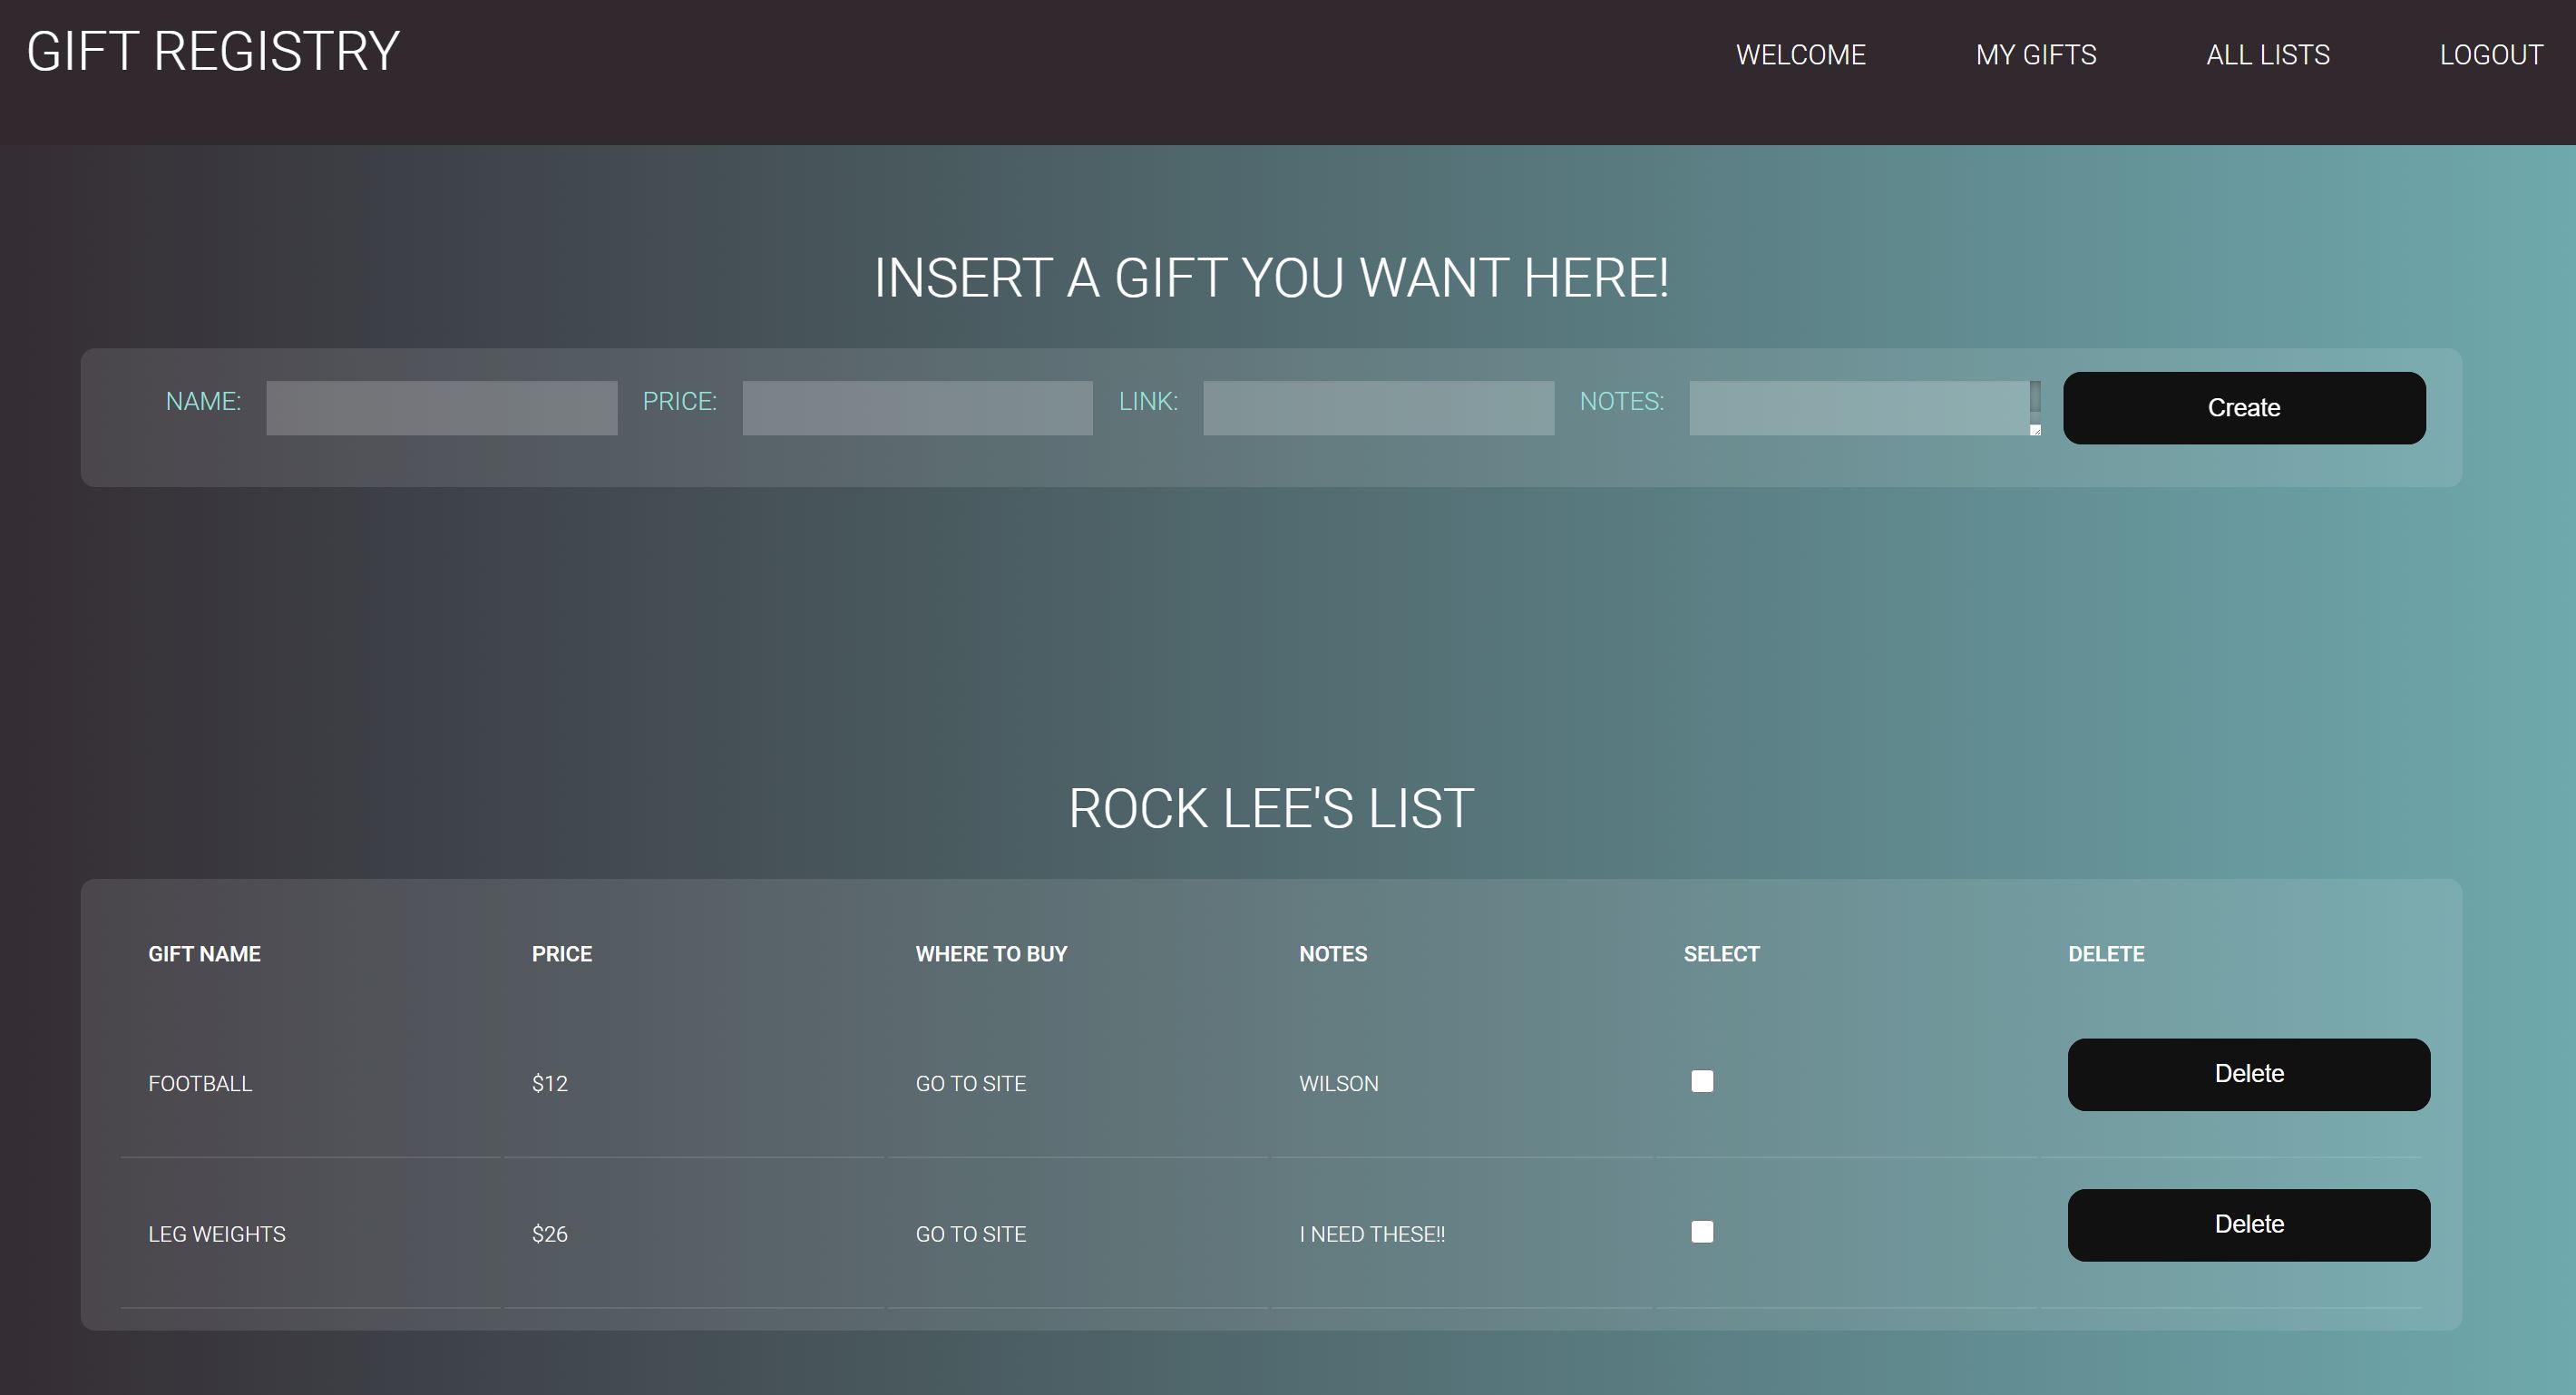 GIFT REGISTRY WELCOME MY GIFTS ALL LISTS LOGOUT
INSERT A GIFT YOU WANT HERE!
NAME: PRICE: LINK: NOTES: Create
ROCK LEE'S LIST
GIFT NAME PRICE WHERE TO BUY NOTES SELECT DELETE
FOOTBALL $12 GO TO SITE WILSON Delete
LEG WEIGHTS $26 GO TO SITE I NEED THESE!! Delete